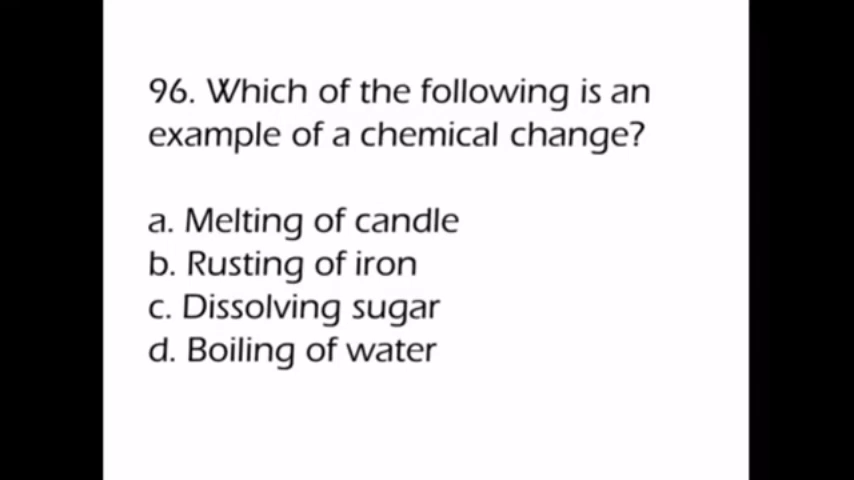 96. Which of the following is an
example of a chemical change?
a. Melting of candle
b. Rusting of iron
c. Dissolving sugar
d. Boiling of water